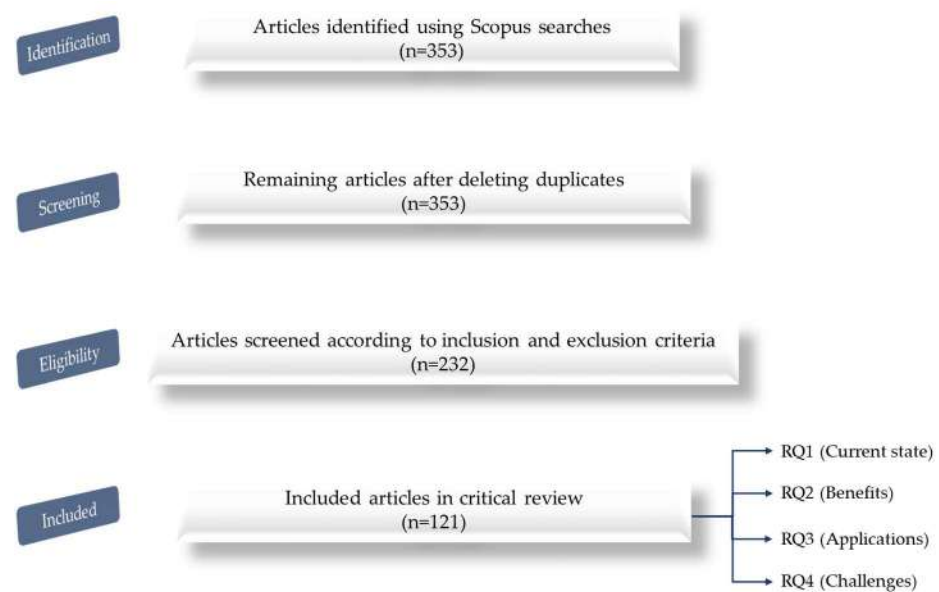 Identification
Articles identified using Scopus searches
(n=353)
Screening
Remaining articles after deleting duplicates
(n=353)
Eligibility
Articles screened according to inclusion and exclusion criteria
(n=232)
Included
Included articles in critical review
(n=121)
RQ1 (Current state)
RQ2 (Benefits)
RQ3 (Applications)
RQ4 (Challenges)